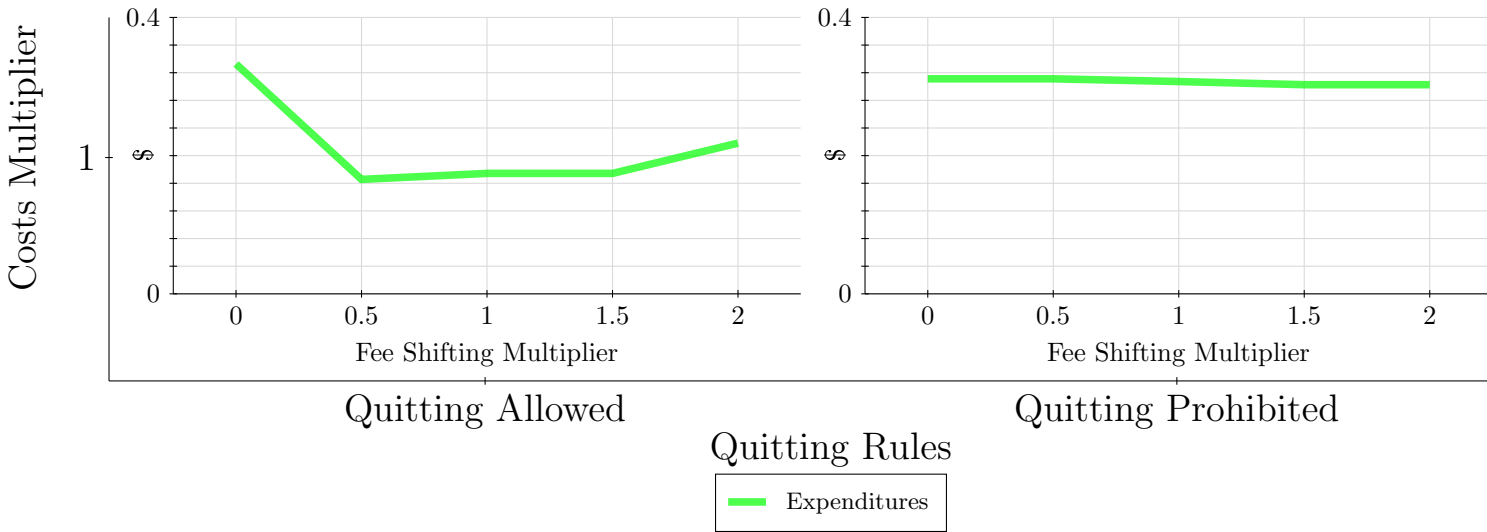 Costs Multiplier
1
0.4
$
0
0
0.5
1
1.5
2
Fee Shifting Multiplier
0.4
$
0
0
0.5
1
1.5
2
Fee Shifting Multiplier
Quitting Allowed
Quitting Prohibited
Quitting Rules
Expenditures